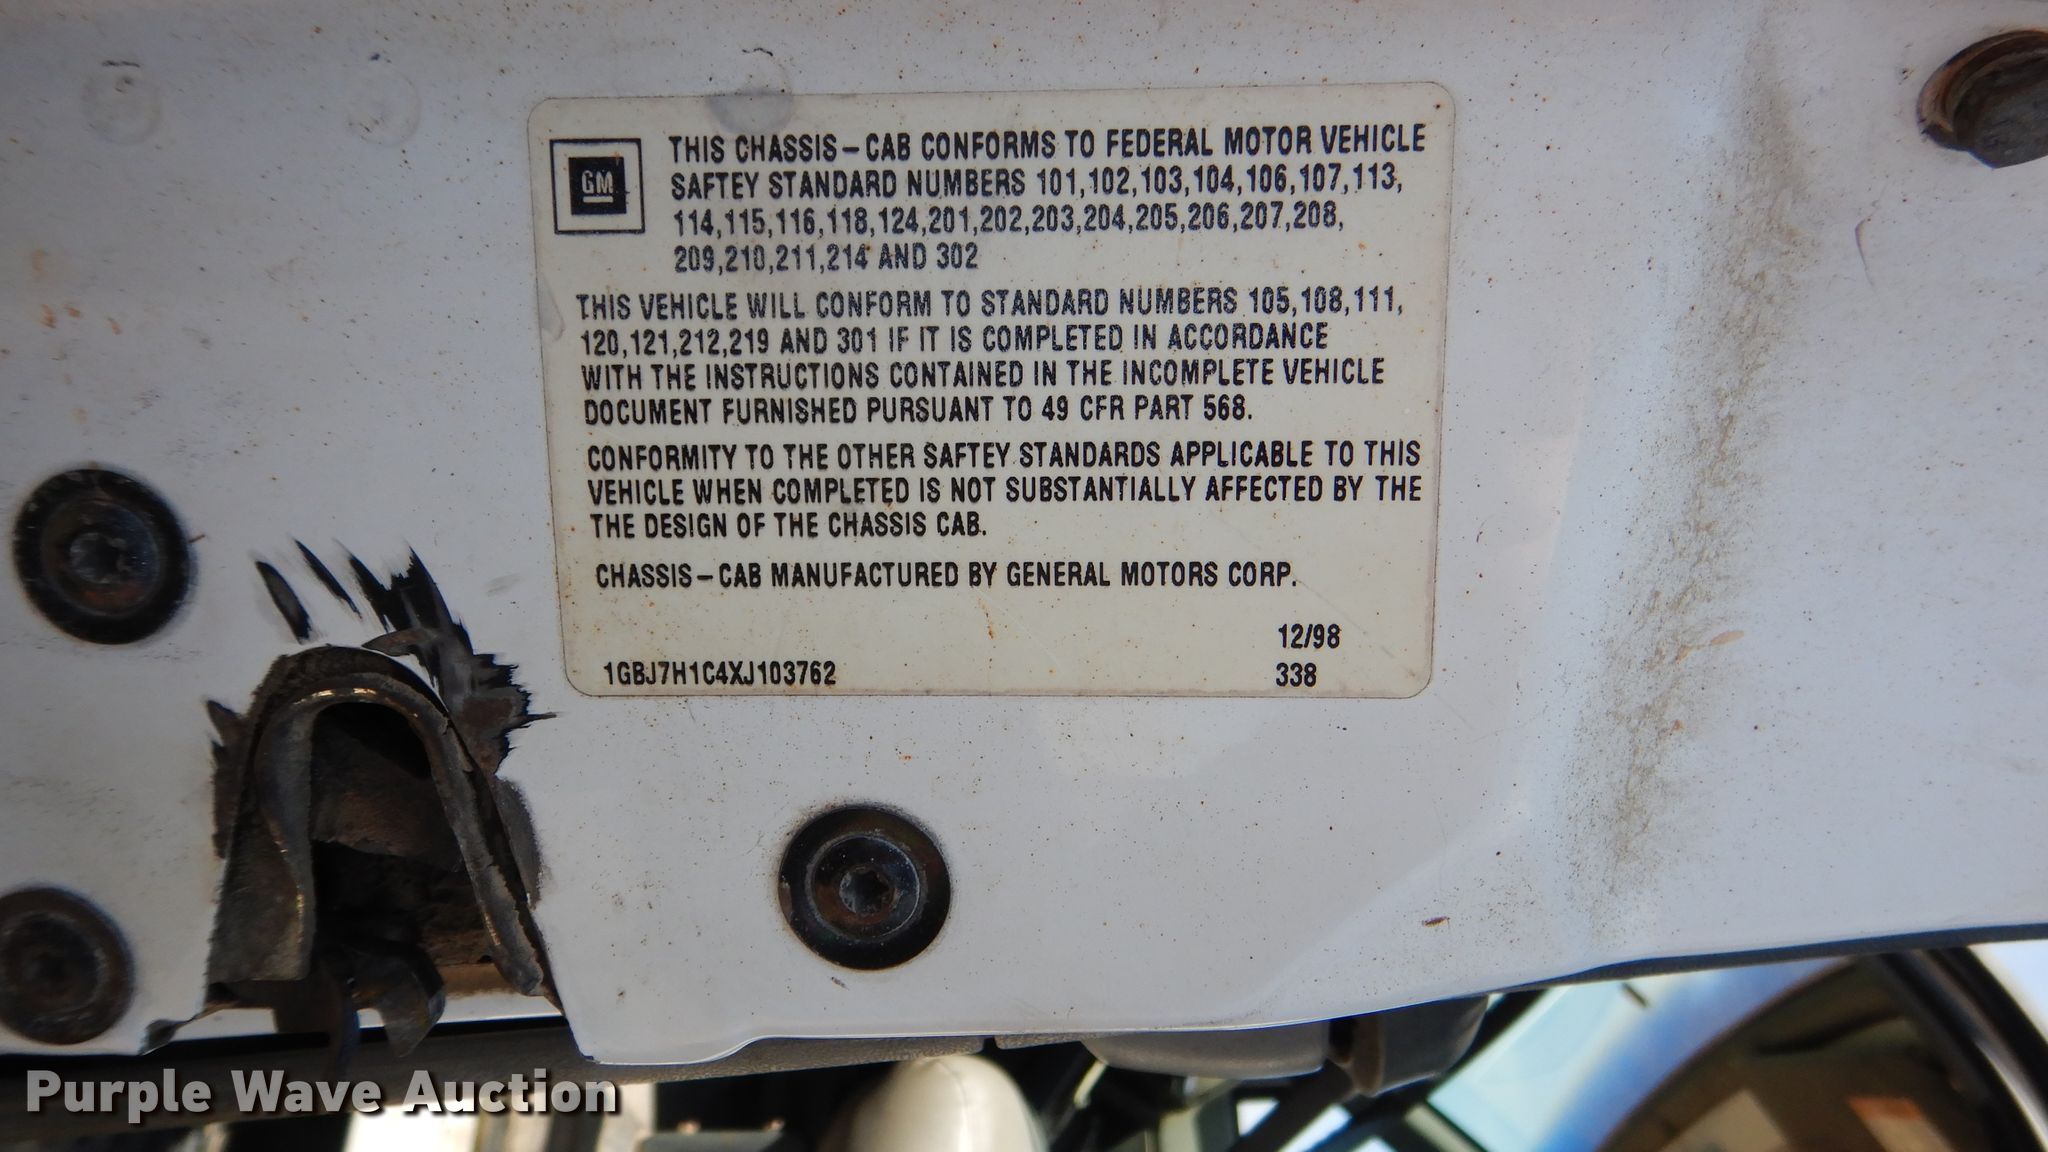 GM
THIS CHASSIS-CAB CONFORMS TO FEDERAL MOTOR VEHICLE
SAFTEY STANDARD NUMBERS 101,102,103,104,106,107,113,
114,115,116,118,124,201,202,203,204,205,206,207,208,
209,210,211,214 AND 302
THIS VEHICLE WILL CONFORM TO STANDARD NUMBERS 105,108,111,
120,121,212,219 AND 301 IF IT IS COMPLETED IN ACCORDANCE
WITH THE INSTRUCTIONS CONTAINED IN THE INCOMPLETE VEHICLE
DOCUMENT FURNISHED PURSUANT TO 49 CFR PART 568.
CONFORMITY TO THE OTHER SAFTEY STANDARDS APPLICABLE TO THIS
VEHICLE WHEN COMPLETED IS NOT SUBSTANTIALLY AFFECTED BY THE
THE DESIGN OF THE CHASSIS CAB.
CHASSIS-CAB MANUFACTURED BY GENERAL MOTORS CORP.
12/98
1GBJ7H1C4XJ103762 338
Purple Wave Auction